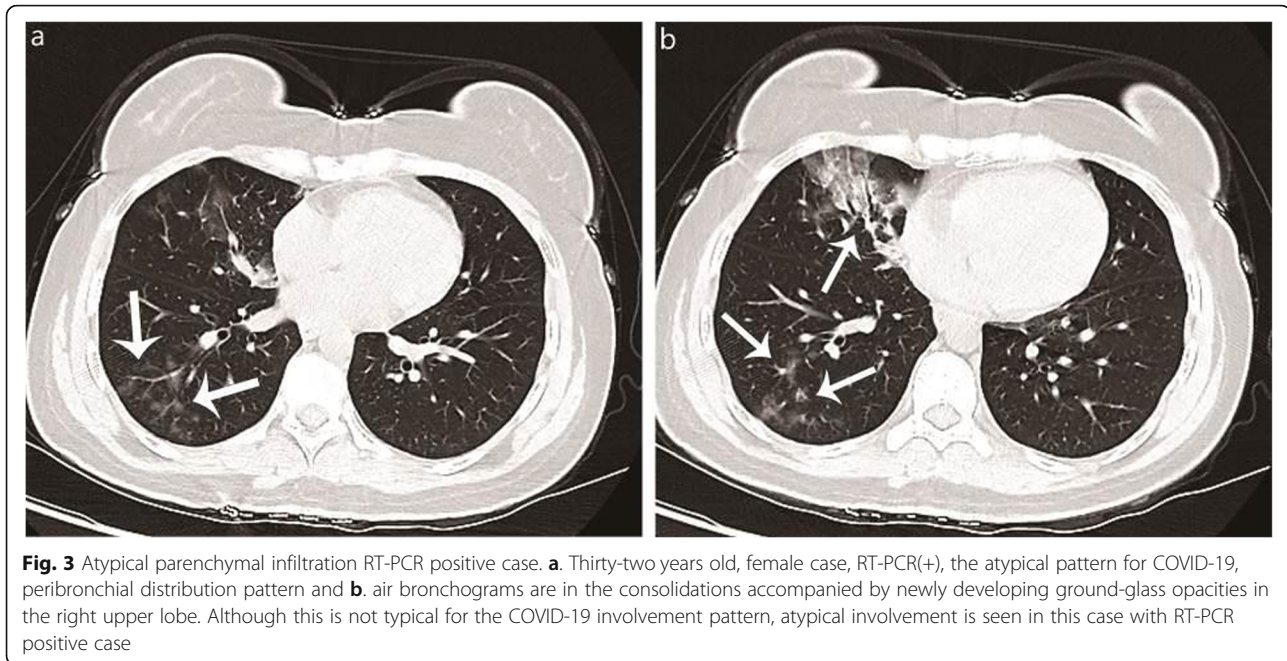 a
b
Fig. 3 Atypical parenchymal infiltration RT-PCR positive case. a. Thirty-two years old, female case, RT-PCR(+), the atypical pattern for COVID-19,
peribronchial distribution pattern and b. air bronchograms are in the consolidations accompanied by newly developing ground-glass opacities in
the right upper lobe. Although this is not typical for the COVID-19 involvement pattern, atypical involvement is seen in this case with RT-PCR
positive case